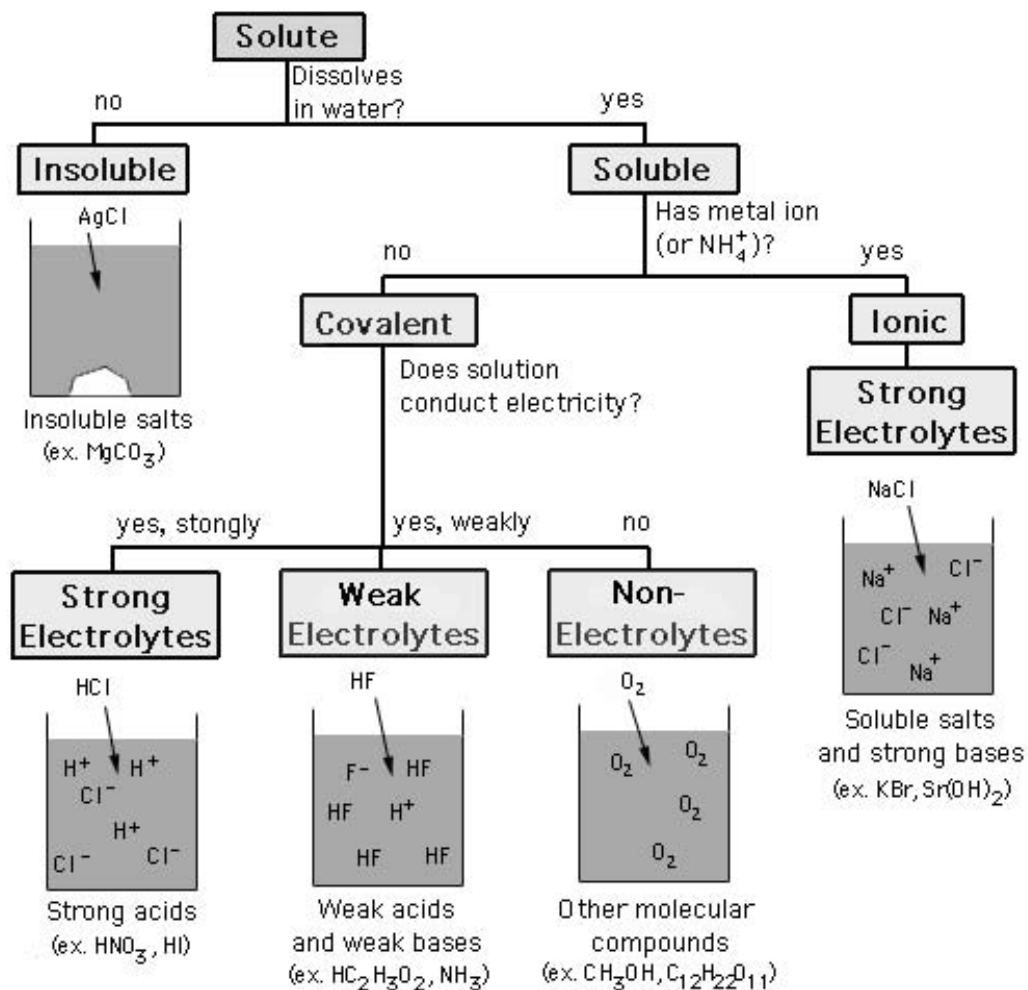 Solute
Dissolves
in water?
no
yes
Insoluble
Soluble
AgCl
Insoluble salts
(ex. MgCO₃)
Has metal ion
(or NH₄⁺)?
no
yes
Covalent
Ionic
Does solution
conduct electricity?
Strong
Electrolytes
NaCl
Na⁺
Cl⁻
Cl⁻
Na⁺
Cl⁻
Na⁺
Soluble salts
and strong bases
(ex. KBr, Sr(OH)₂)
yes, stongly
yes, weakly
no
Strong
Electrolytes
HCl
H⁺
H⁺
Cl⁻
H⁺
Cl⁻
Cl⁻
Strong acids
(ex. HNO₃, HI)
Weak
Electrolytes
HF
F⁻
HF
HF
H⁺
HF
HF
Weak acids
and weak bases
(ex. HC₂H₃O₂, NH₃)
Non-
Electrolytes
O₂
O₂
O₂
O₂
O₂
Other molecular
compounds
(ex. CH₃OH, C₁₂H₂₂O₁₁)